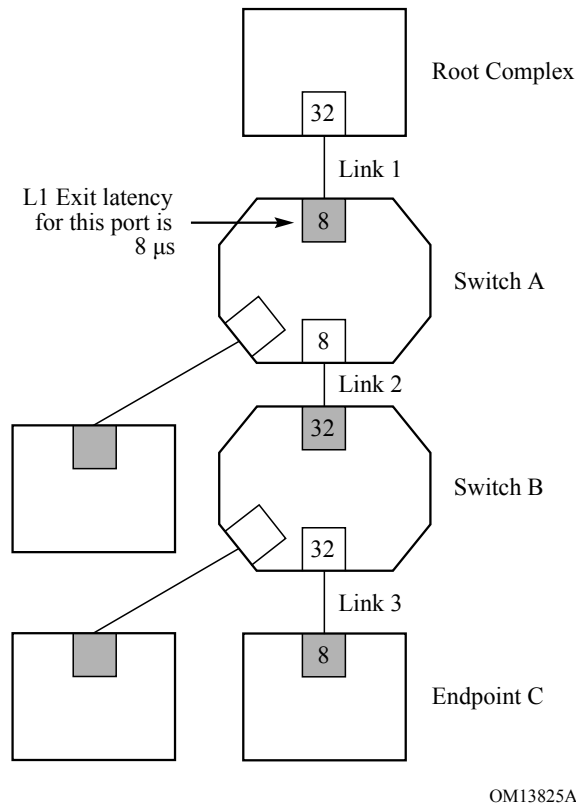 Root Complex
32
Link 1
L1 Exit latency
for this port is
8 μs
8
Switch A
8
Link 2
32
Switch B
32
Link 3
8
Endpoint C
OM13825A